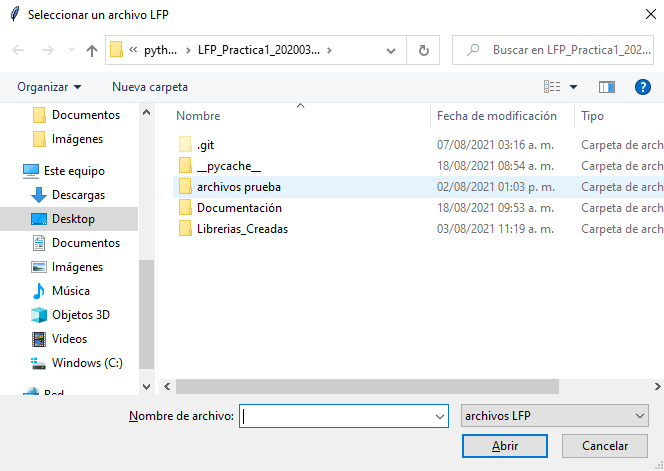 Seleccionar un archivo LFP
« pyth... > LFP_Practica1_202003... >
Buscar en LFP_Practica1_202...
Organizar
Nueva carpeta
Documentos
Imágenes
Este equipo
Descargas
Desktop
Documentos
Imágenes
Música
Objetos 3D
Videos
Windows (C:)
Red
Nombre Fecha de modificación Tipo
.git 07/08/2021 03:16 a. m. Carpeta de arch
__pycache__ 18/08/2021 08:54 a. m. Carpeta de arch
archivos prueba 02/08/2021 01:03 p. m. Carpeta de arch
Documentación 18/08/2021 09:53 a. m. Carpeta de arch
Librerias_Creadas 03/08/2021 11:19 a. m. Carpeta de arch
Nombre de archivo:
archivos LFP
Abrir
Cancelar